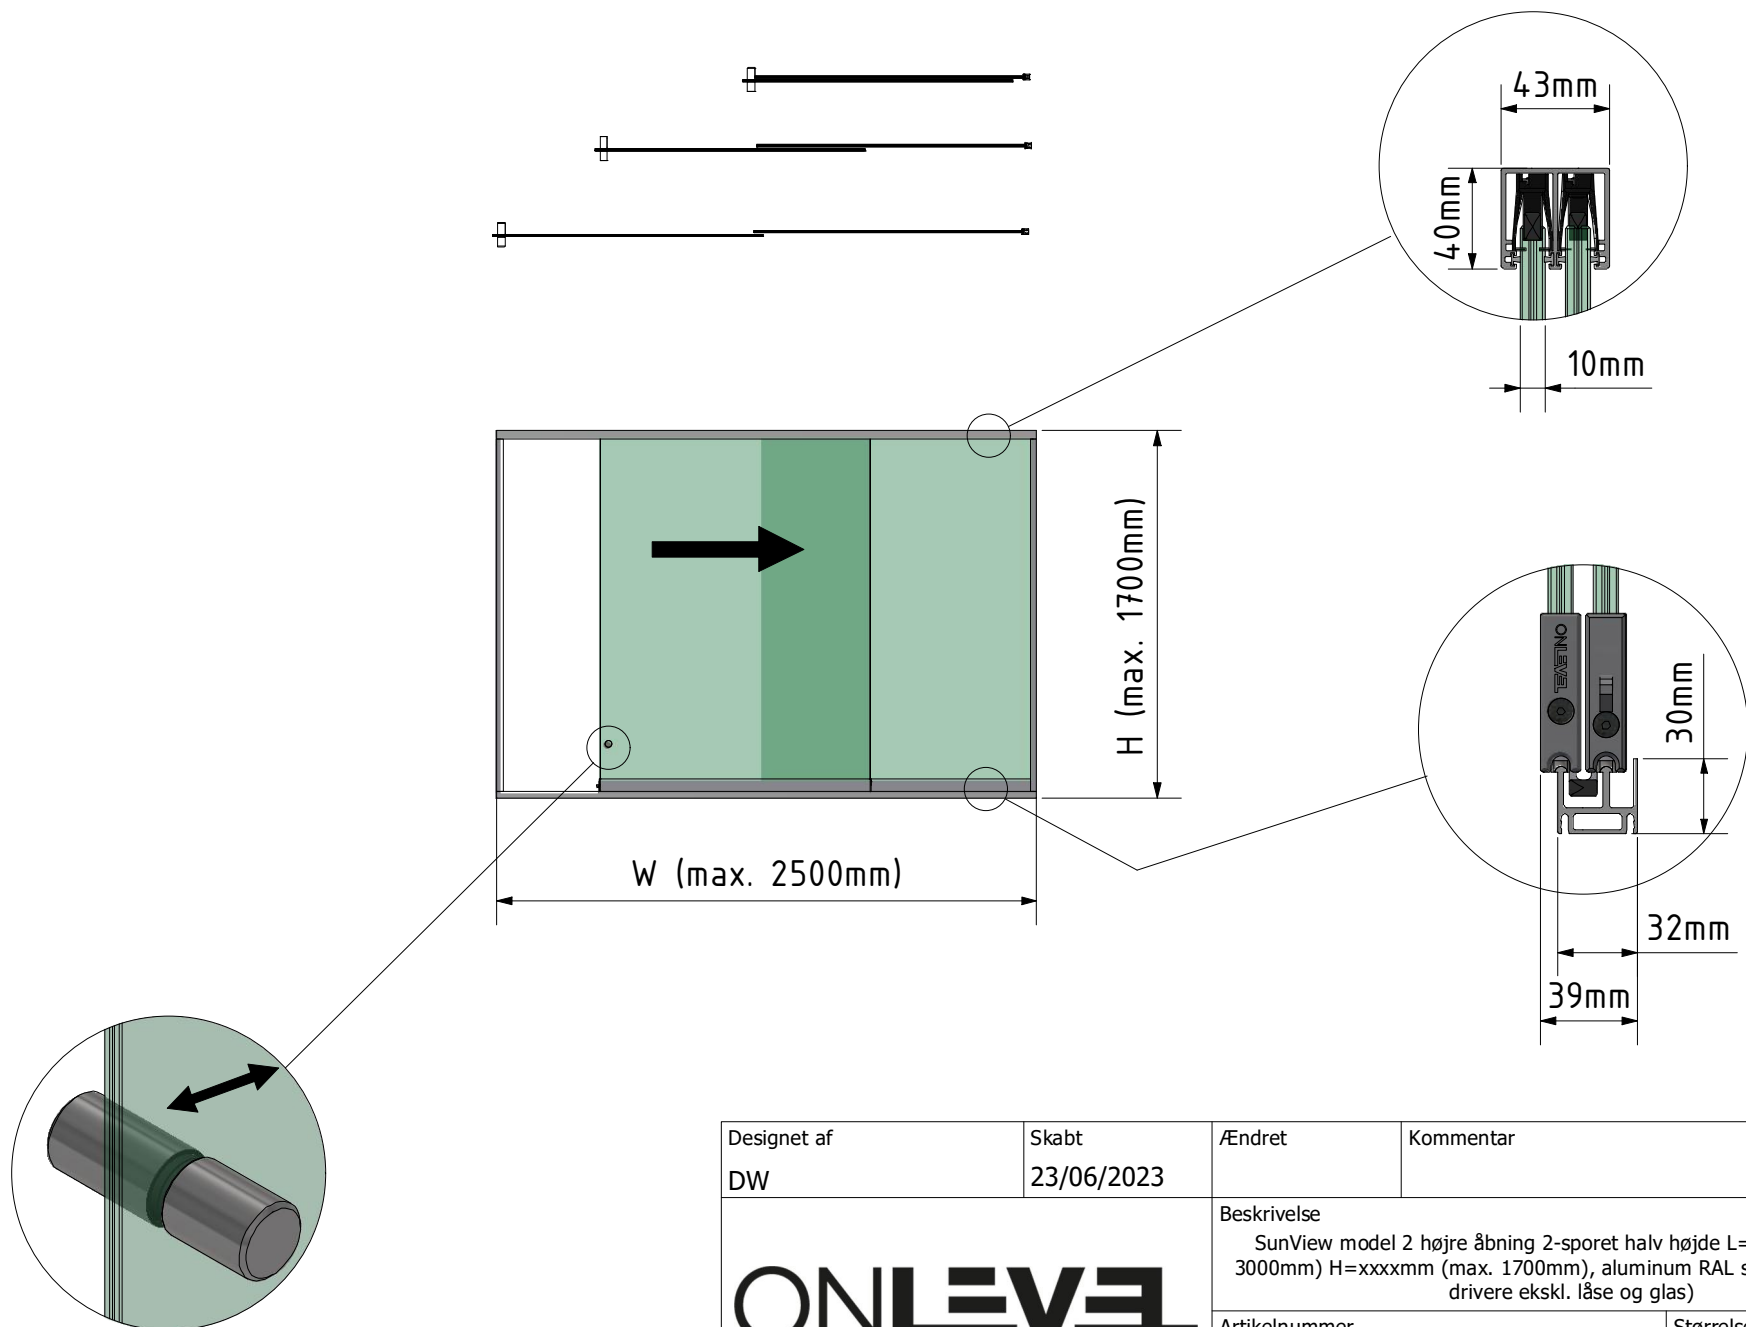 43mm
40mm
10mm
H (max. 1700mm)
ONLEVEL
30mm
W (max. 2500mm)
32mm
39mm
Designet af
Skabt
Ændret
Kommentar
DW
23/06/2023
Beskrivelse
SunView model 2 højre åbning 2-sporet halv højde L=
3000mm) H=xxxxmm (max. 1700mm), aluminum RAL s
drivere ekskl. låse og glas)
ONLEVEL
Artikelnummer
Størrelse